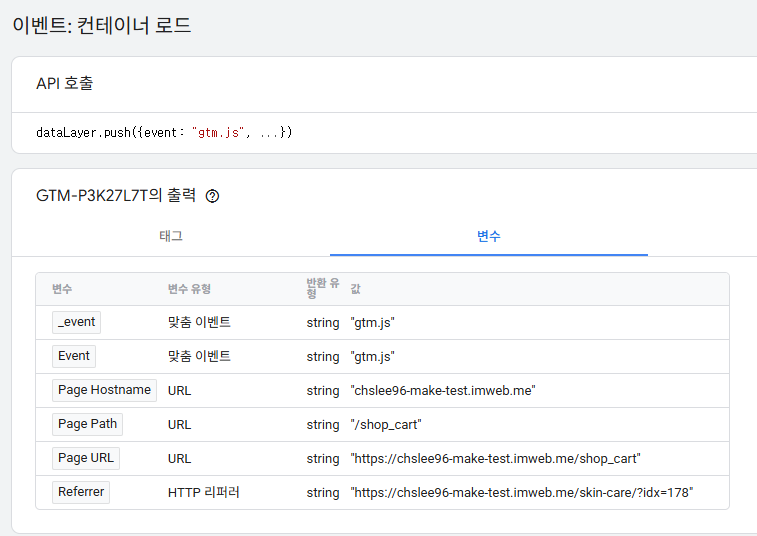 이벤트: 컨테이너 로드
API 호출
dataLayer.push({event: "gtm.js", ...})
GTM-P3K27L7T의 출력
태그 변수
변수 변수 유형 반환 유형 값
_event 맞춤 이벤트 string "gtm.js"
Event 맞춤 이벤트 string "gtm.js"
Page Hostname URL string "chslee96-make-test.imweb.me"
Page Path URL string "/shop_cart"
Page URL URL string "https://chslee96-make-test.imweb.me/shop_cart"
Referrer HTTP 리퍼러 string "https://chslee96-make-test.imweb.me/skin-care/?idx=178"